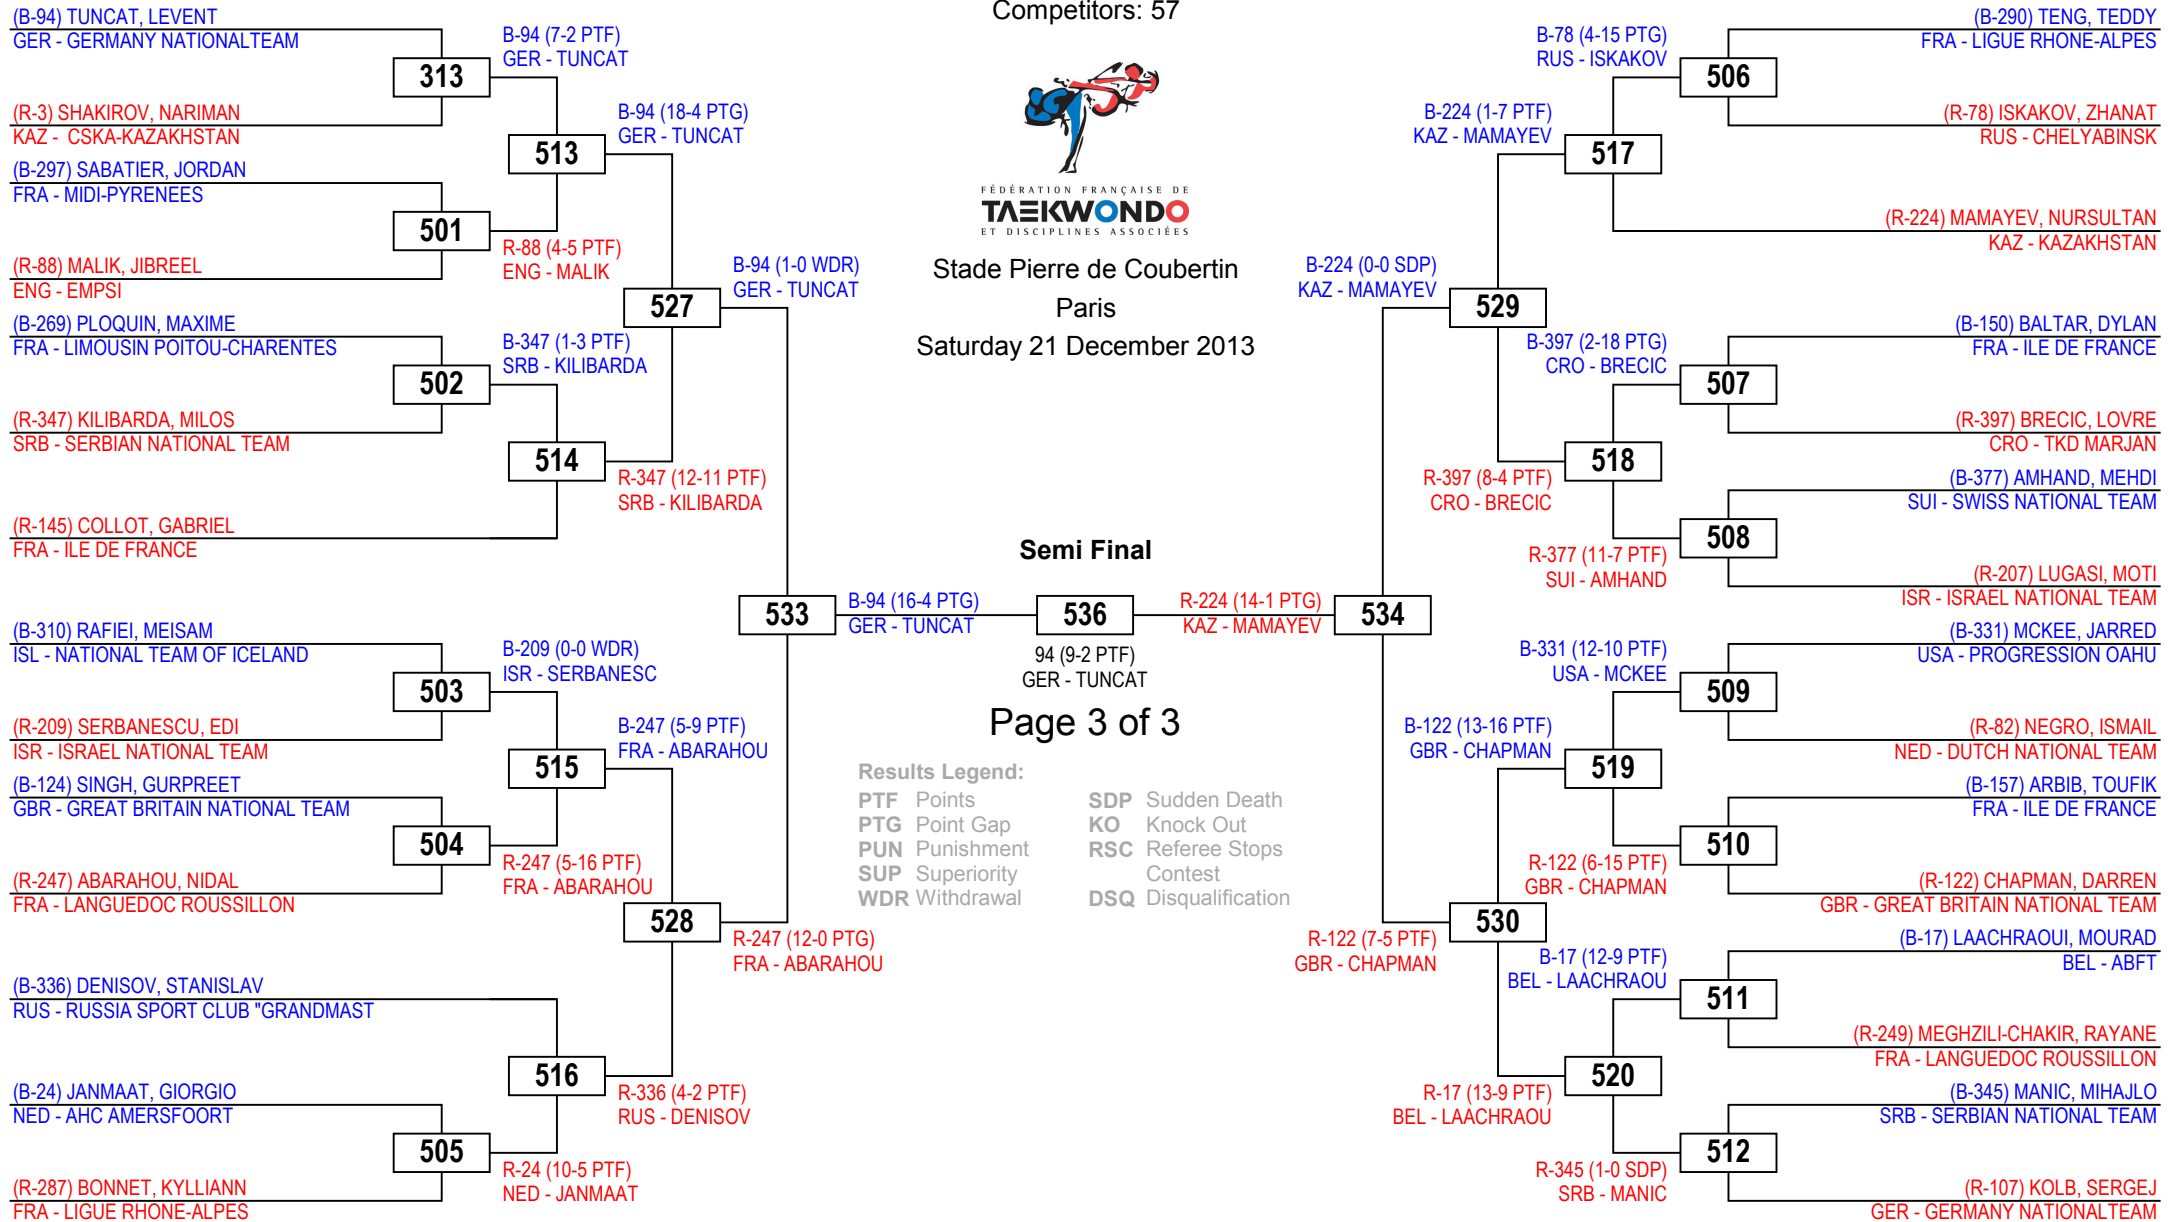 Competitors: 57
FÉDÉRATION FRANÇAISE DE
TAEKWONDO
ET DISCIPLINES ASSOCIÉES
Stade Pierre de Coubertin
Paris
Saturday 21 December 2013
(B-94) TUNCAT, LEVENT
GER - GERMANY NATIONALTEAM
313
(R-3) SHAKIROV, NARIMAN
KAZ - CSKA-KAZAKHSTAN
(B-297) SABATIER, JORDAN
FRA - MIDI-PYRENEES
501
(R-88) MALIK, JIBREEL
ENG - EMPSI
(B-269) PLOQUIN, MAXIME
FRA - LIMOUSIN POITOU-CHARENTES
502
(R-347) KILIBARDA, MILOS
SRB - SERBIAN NATIONAL TEAM
(R-145) COLLOT, GABRIEL
FRA - ILE DE FRANCE
(B-310) RAFIEI, MEISAM
ISL - NATIONAL TEAM OF ICELAND
503
(R-209) SERBANESCU, EDI
ISR - ISRAEL NATIONAL TEAM
(B-124) SINGH, GURPREET
GBR - GREAT BRITAIN NATIONAL TEAM
504
(R-247) ABARAHOU, NIDAL
FRA - LANGUEDOC ROUSSILLON
(B-336) DENISOV, STANISLAV
RUS - RUSSIA SPORT CLUB "GRANDMAST
(B-24) JANMAAT, GIORGIO
NED - AHC AMERSFOORT
505
(R-287) BONNET, KYLLIANN
FRA - LIGUE RHONE-ALPES
B-94 (7-2 PTF)
GER - TUNCAT
513
R-88 (4-5 PTF)
ENG - MALIK
B-347 (1-3 PTF)
SRB - KILIBARDA
514
B-209 (0-0 WDR)
ISR - SERBANESC
515
R-247 (5-16 PTF)
FRA - ABARAHOU
516
R-24 (10-5 PTF)
NED - JANMAAT
B-94 (18-4 PTG)
GER - TUNCAT
527
R-347 (12-11 PTF)
SRB - KILIBARDA
B-247 (5-9 PTF)
FRA - ABARAHOU
528
R-336 (4-2 PTF)
RUS - DENISOV
B-94 (1-0 WDR)
GER - TUNCAT
533
R-247 (12-0 PTG)
FRA - ABARAHOU
Semi Final
B-94 (16-4 PTG)
GER - TUNCAT
536
R-224 (14-1 PTG)
KAZ - MAMAYEV
94 (9-2 PTF)
GER - TUNCAT
Page 3 of 3
Results Legend:
PTF Points
PTG Point Gap
PUN Punishment
SUP Superiority
WDR Withdrawal
SDP Sudden Death
KO Knock Out
RSC Referee Stops
Contest
DSQ Disqualification
B-224 (0-0 SDP)
KAZ - MAMAYEV
534
R-122 (7-5 PTF)
GBR - CHAPMAN
B-224 (1-7 PTF)
KAZ - MAMAYEV
529
R-397 (8-4 PTF)
CRO - BRECIC
B-122 (13-16 PTF)
GBR - CHAPMAN
530
R-17 (13-9 PTF)
BEL - LAACHRAOU
B-78 (4-15 PTG)
RUS - ISKAKOV
517
B-397 (2-18 PTG)
CRO - BRECIC
518
R-377 (11-7 PTF)
SUI - AMHAND
B-331 (12-10 PTF)
USA - MCKEE
519
R-122 (6-15 PTF)
GBR - CHAPMAN
B-17 (12-9 PTF)
BEL - LAACHRAOU
520
R-345 (1-0 SDP)
SRB - MANIC
(B-290) TENG, TEDDY
FRA - LIGUE RHONE-ALPES
506
(R-78) ISKAKOV, ZHANAT
RUS - CHELYABINSK
(R-224) MAMAYEV, NURSULTAN
KAZ - KAZAKHSTAN
(B-150) BALTAR, DYLAN
FRA - ILE DE FRANCE
507
(R-397) BRECIC, LOVRE
CRO - TKD MARJAN
(B-377) AMHAND, MEHDI
SUI - SWISS NATIONAL TEAM
508
(R-207) LUGASI, MOTI
ISR - ISRAEL NATIONAL TEAM
(B-331) MCKEE, JARRED
USA - PROGRESSION OAHU
509
(R-82) NEGRO, ISMAIL
NED - DUTCH NATIONAL TEAM
(B-157) ARBIB, TOUFIK
FRA - ILE DE FRANCE
510
(R-122) CHAPMAN, DARREN
GBR - GREAT BRITAIN NATIONAL TEAM
(B-17) LAACHRAOUI, MOURAD
BEL - ABFT
511
(R-249) MEGHZILI-CHAKIR, RAYANE
FRA - LANGUEDOC ROUSSILLON
(B-345) MANIC, MIHAJLO
SRB - SERBIAN NATIONAL TEAM
512
(R-107) KOLB, SERGEJ
GER - GERMANY NATIONALTEAM